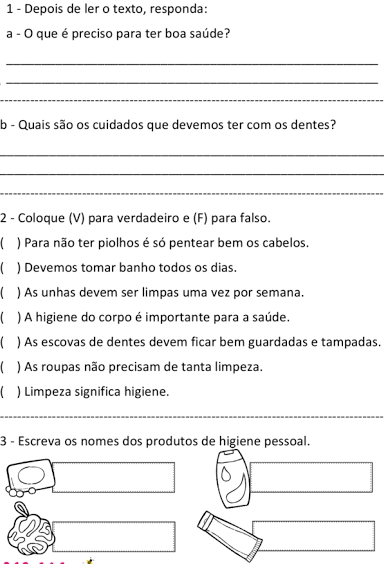 1 - Depois de ler o texto, responda:
a - O que é preciso para ter boa saúde?
b - Quais são os cuidados que devemos ter com os dentes?
2 - Coloque (V) para verdadeiro e (F) para falso.
( ) Para não ter piolhos é só pentear bem os cabelos.
( ) Devemos tomar banho todos os dias.
( ) As unhas devem ser limpas uma vez por semana.
( ) A higiene do corpo é importante para a saúde.
( ) As escovas de dentes devem ficar bem guardadas e tampadas.
( ) As roupas não precisam de tanta limpeza.
( ) Limpeza significa higiene.
3 - Escreva os nomes dos produtos de higiene pessoal.